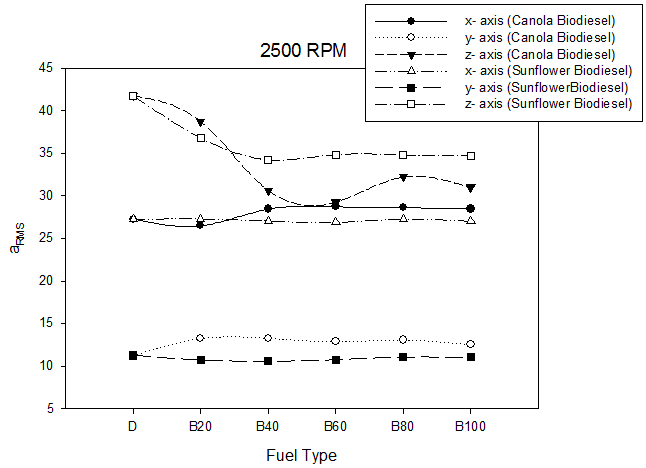 x- axis (Canola Biodiesel)
y- axis (Canola Biodiesel)
z- axis (Canola Biodiesel)
x- axis (Sunflower Biodiesel)
y- axis (SunflowerBiodiesel)
z- axis (Sunflower Biodiesel)
2500 RPM
45
40
35
30
25
20
15
10
5
aRMS
D B20 B40 B60 B80 B100
Fuel Type